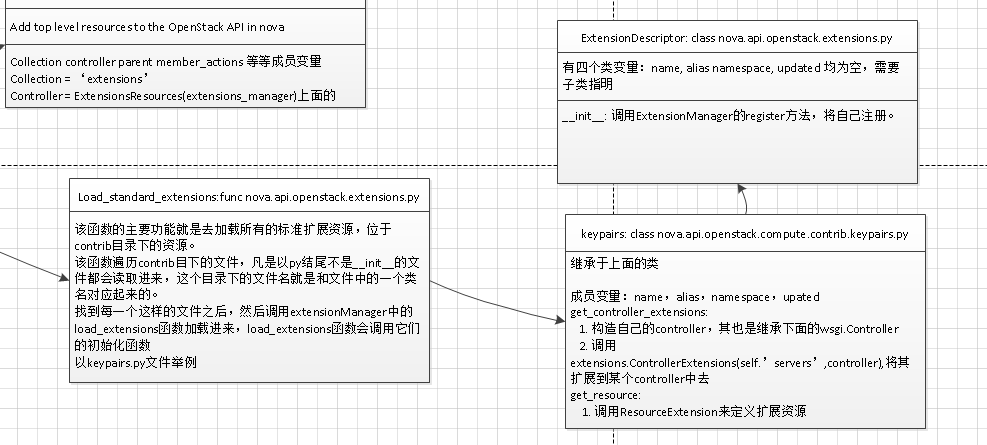 Add top level resources to the OpenStack API in nova
Collection controller parent member_actions 等等成员变量
Collection = ‘extensions’
Controller = ExtensionsResources(extensions_manager)上面的
ExtensionDescriptor: class nova.api.openstack.extensions.py
有四个类变量：name, alias namespace, updated 均为空，需要
子类指明
__init__: 调用ExtensionManager的register方法，将自己注册。
Load_standard_extensions:func nova.api.openstack.extensions.py
该函数的主要功能就是去加载所有的标准扩展资源，位于
contrib目录下的资源。
该函数遍历contrib目下的文件，凡是以py结尾不是__init__的文
件都会读取进来，这个目录下的文件名就是和文件中的一个类
名对应起来的。
找到每一个这样的文件之后，然后调用extensionManager中的
load_extensions函数加载进来，load_extensions函数会调用它们
的初始化函数
以keypairs.py文件举例
keypairs: class nova.api.openstack.compute.contrib.keypairs.py
继承于上面的类
成员变量：name，alias，namespace，upated
get_controller_extensions:
1. 构造自己的controller，其也是继承下面的wsgi.Controller
2. 调用
extensions.ControllerExtensions(self.’servers’,controller),将其
扩展到某个controller中去
get_resource:
1. 调用ResourceExtension来定义扩展资源